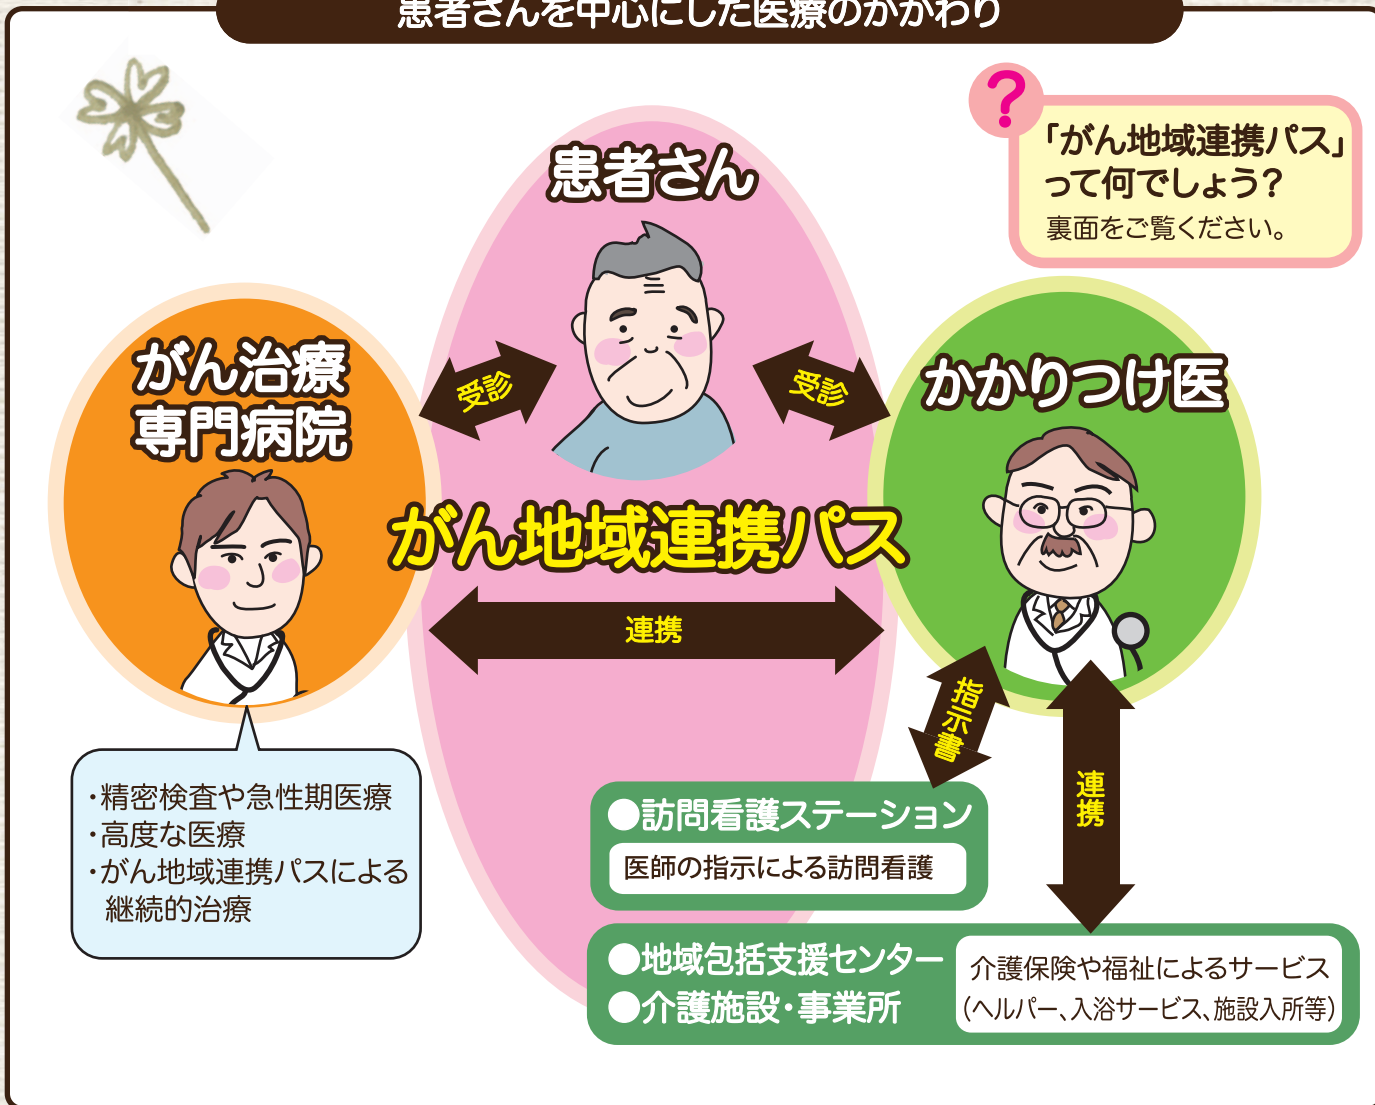 患者さんを中心にした医療のかかわり
?
「がん地域連携パス」
って何でしょう?
裏面をご覧ください。
患者さん
がん治療
専門病院
受診
受診
かかりつけ医
がん地域連携パス
連携
指示書
連携
・精密検査や急性期医療
・高度な医療
・がん地域連携パスによる
継続的治療
●訪問看護ステーション
医師の指示による訪問看護
●地域包括支援センター
●介護施設・事業所
介護保険や福祉によるサービス
(ヘルパー、入浴サービス、施設入所等)